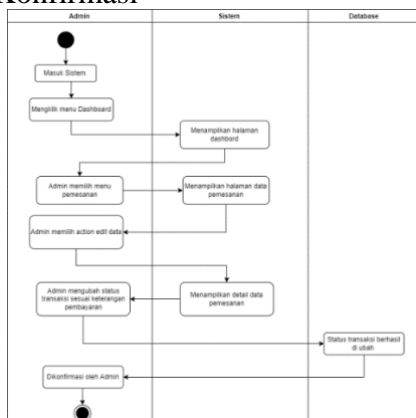 Konfirmasi
Admin
Sistem
Database
Masuk Sistem
Mengklik menu Dashboard
Menampilkan halaman
dashbord
Admin memilih menu
pemesanan
Menampilkan halaman data
pemesanan
Admin memilih action edit data
Menampilkan detail data
pemesanan
Admin mengubah status
transaksi sesuai keterangan
pembayaran
Status transaksi berhasil
di ubah
Dikonfirmasi oleh Admin